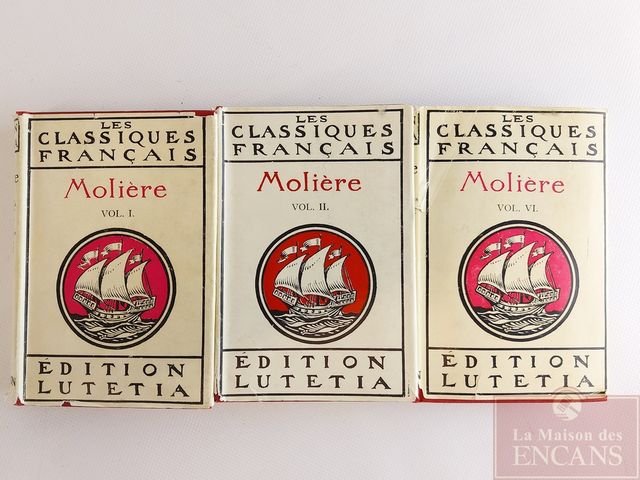 LES
CLASSIQUES
FRANÇAIS
Molière
VOL. I.
ÉDITION
LUTETIA
LES
CLASSIQUES
FRANÇAIS
Molière
VOL. II.
ÉDITION
LUTETIA
LES
CLASSIQUES
FRANÇAIS
Molière
VOL. VI.
ÉDITION
LUTETIA
La Maison des
ENCANS